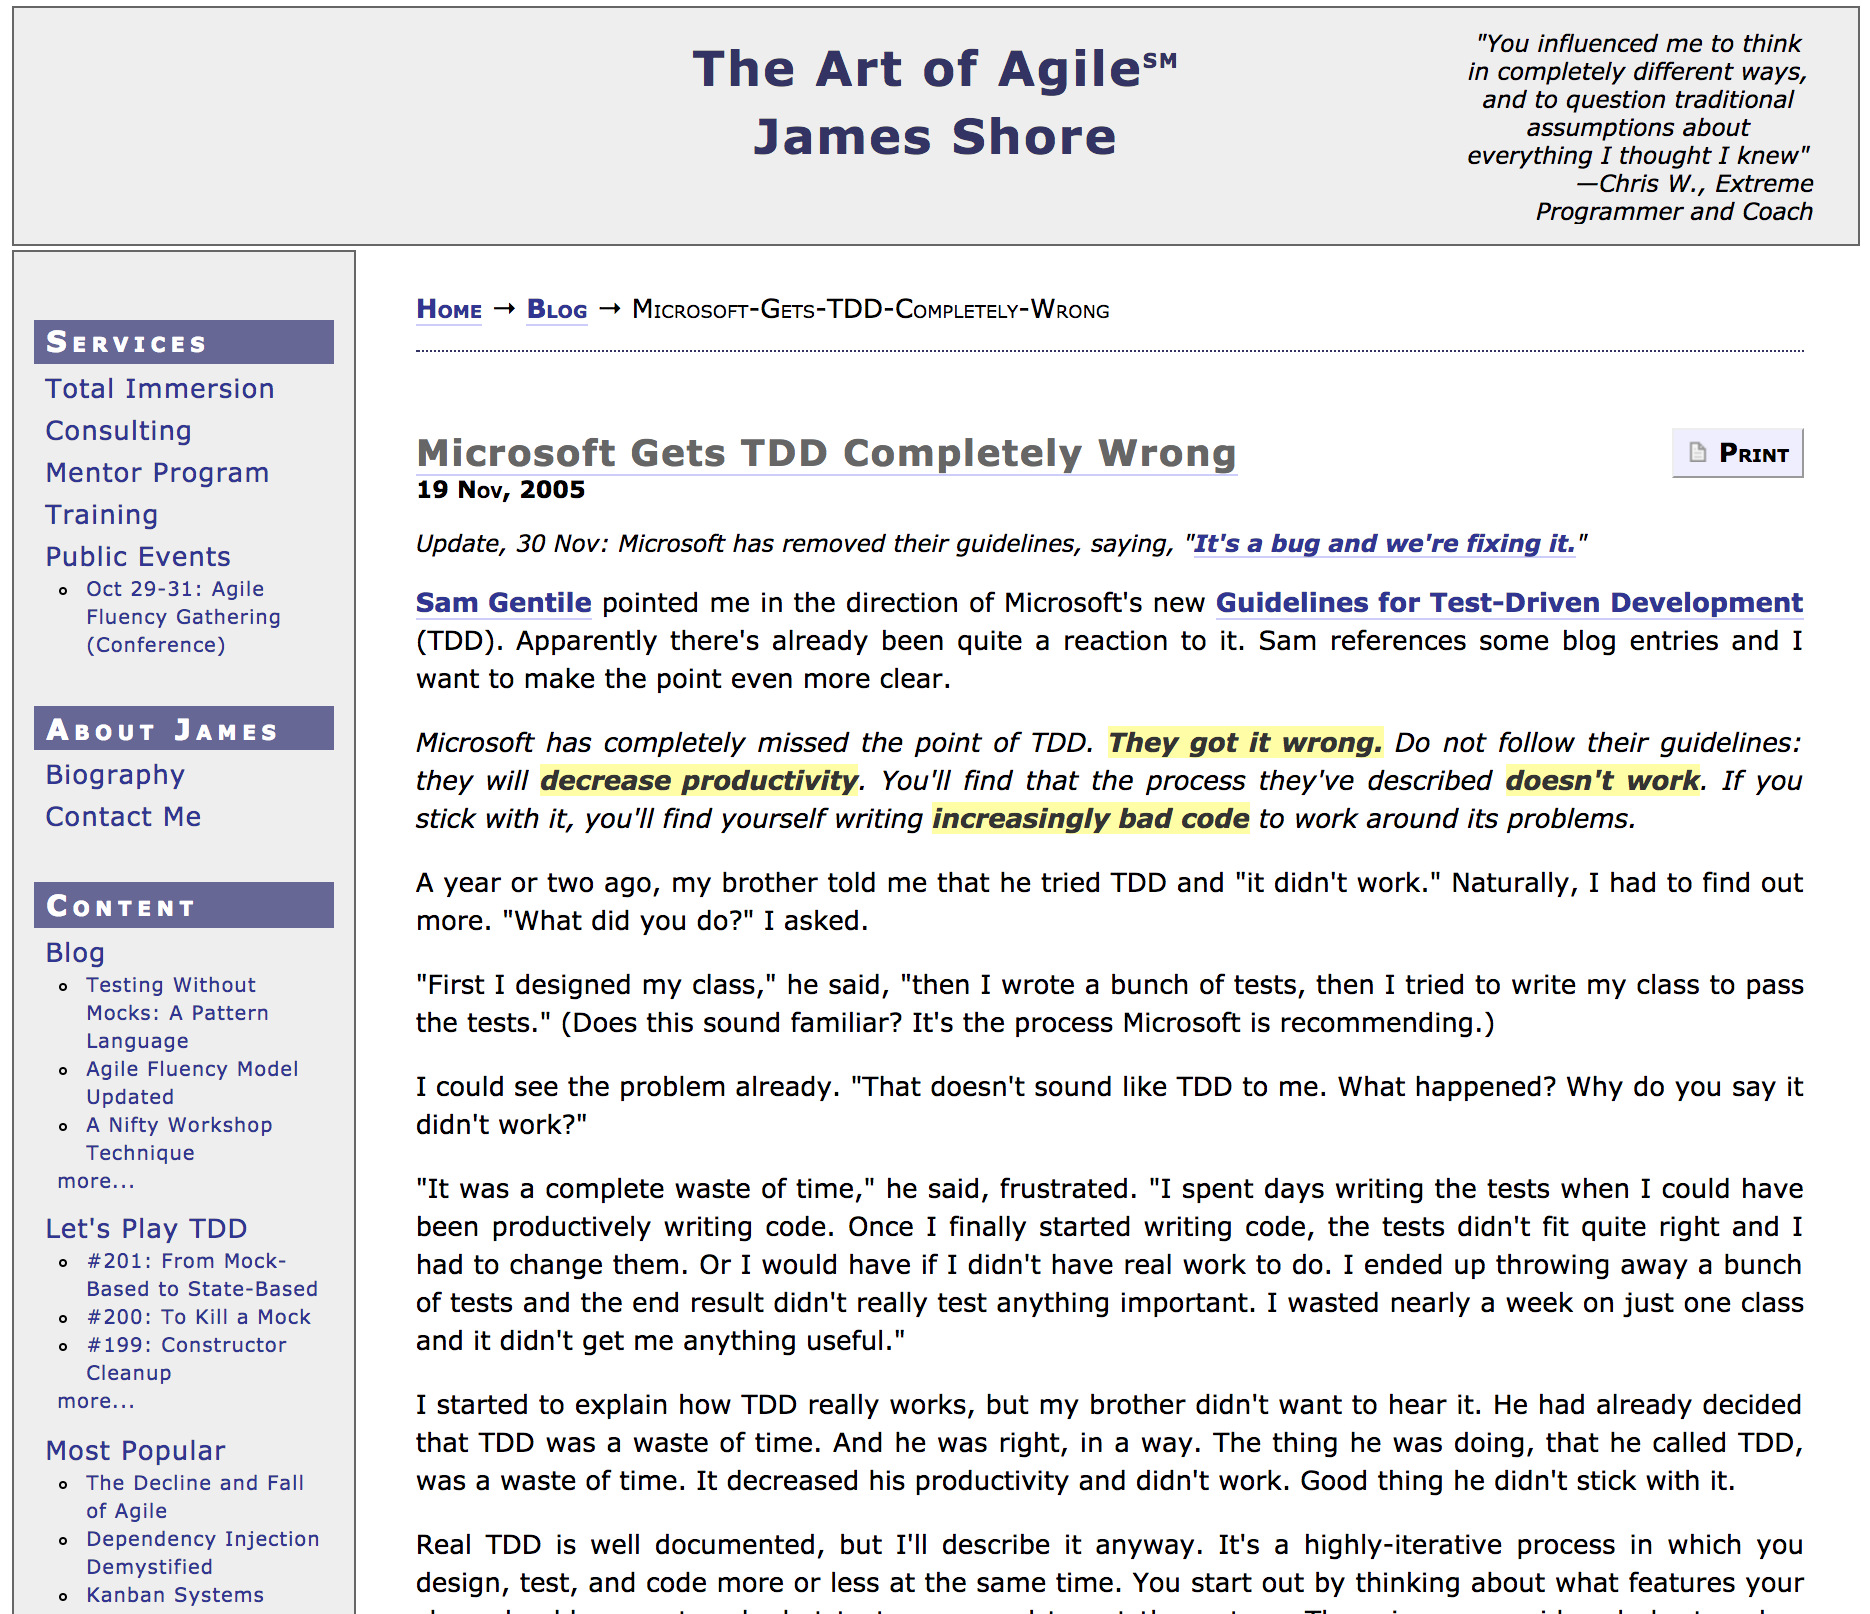 The Art of Agile℠
James Shore
"You influenced me to think
in completely different ways,
and to question traditional
assumptions about
everything I thought I knew"
—Chris W., Extreme
Programmer and Coach
Services
Total Immersion
Consulting
Mentor Program
Training
Public Events
Oct 29-31: Agile
Fluency Gathering
(Conference)
About James
Biography
Contact Me
Content
Blog
Testing Without
Mocks: A Pattern
Language
Agile Fluency Model
Updated
A Nifty Workshop
Technique
more...
Let's Play TDD
#201: From Mock-
Based to State-Based
#200: To Kill a Mock
#199: Constructor
Cleanup
more...
Most Popular
The Decline and Fall
of Agile
Dependency Injection
Demystified
Kanban Systems
Home → Blog → Microsoft-Gets-TDD-Completely-Wrong
Microsoft Gets TDD Completely Wrong
Print
19 Nov, 2005
Update, 30 Nov: Microsoft has removed their guidelines, saying, "It's a bug and we're fixing it."
Sam Gentile pointed me in the direction of Microsoft's new Guidelines for Test-Driven Development
(TDD). Apparently there's already been quite a reaction to it. Sam references some blog entries and I
want to make the point even more clear.
Microsoft has completely missed the point of TDD. They got it wrong. Do not follow their guidelines:
they will decrease productivity. You'll find that the process they've described doesn't work. If you
stick with it, you'll find yourself writing increasingly bad code to work around its problems.
A year or two ago, my brother told me that he tried TDD and "it didn't work." Naturally, I had to find out
more. "What did you do?" I asked.
"First I designed my class," he said, "then I wrote a bunch of tests, then I tried to write my class to pass
the tests." (Does this sound familiar? It's the process Microsoft is recommending.)
I could see the problem already. "That doesn't sound like TDD to me. What happened? Why do you say it
didn't work?"
"It was a complete waste of time," he said, frustrated. "I spent days writing the tests when I could have
been productively writing code. Once I finally started writing code, the tests didn't fit quite right and I
had to change them. Or I would have if I didn't have real work to do. I ended up throwing away a bunch
of tests and the end result didn't really test anything important. I wasted nearly a week on just one class
and it didn't get me anything useful."
I started to explain how TDD really works, but my brother didn't want to hear it. He had already decided
that TDD was a waste of time. And he was right, in a way. The thing he was doing, that he called TDD,
was a waste of time. It decreased his productivity and didn't work. Good thing he didn't stick with it.
Real TDD is well documented, but I'll describe it anyway. It's a highly-iterative process in which you
design, test, and code more or less at the same time. You start out by thinking about what features your